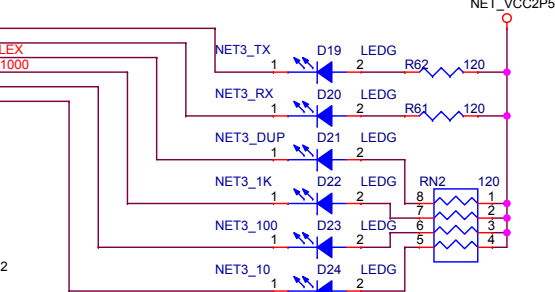 NET_VCC2P5
NET3_TX D19 LEDG
LEX
1000
1 2 R62 120
NET3_RX D20 LEDG
1 2 R61 120
NET3_DUP D21 LEDG
1 2
NET3_1K D22 LEDG RN2 120
1 2 8 1
7 2
NET3_100 D23 LEDG 6 3
1 2 5 4
2 NET3_10 D24 LEDG
1 2